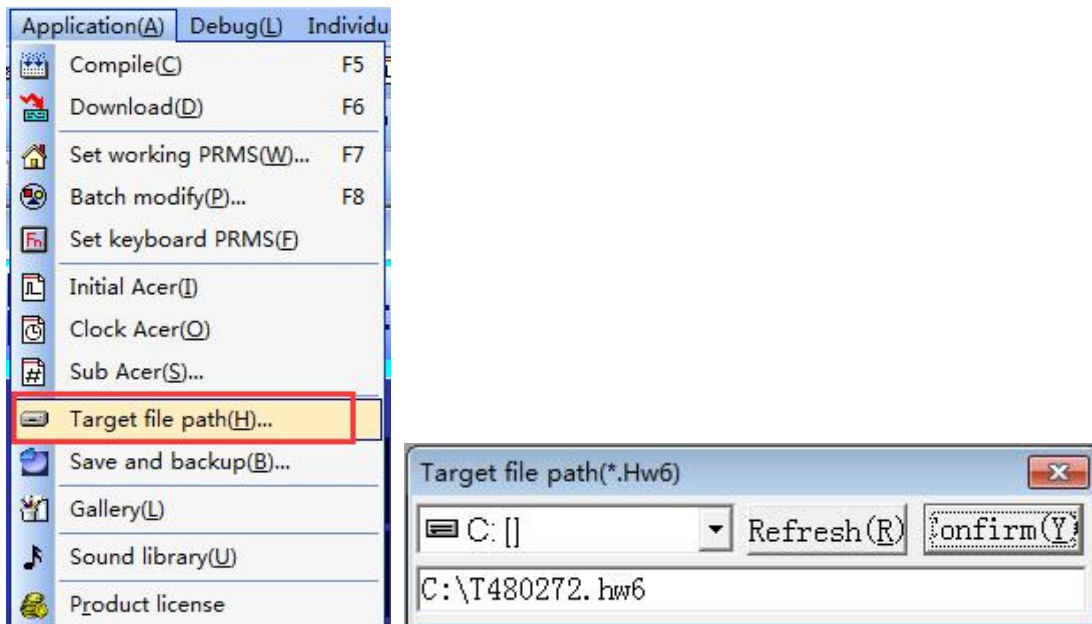 Application(A) Debug(L) Individu
Compile(C) F5
Download(D) F6
Set working PRMS(W)... F7
Batch modify(P)... F8
Fn Set keyboard PRMS(F)
Initial Acer(I)
Clock Acer(O)
# Sub Acer(S)...
Target file path(H)...
Save and backup(B)...
Gallery(L)
Sound library(U)
Product license
Target file path(*.Hw6)
C: [] Refresh(R) Confirm(Y)
C:\T480272.hw6